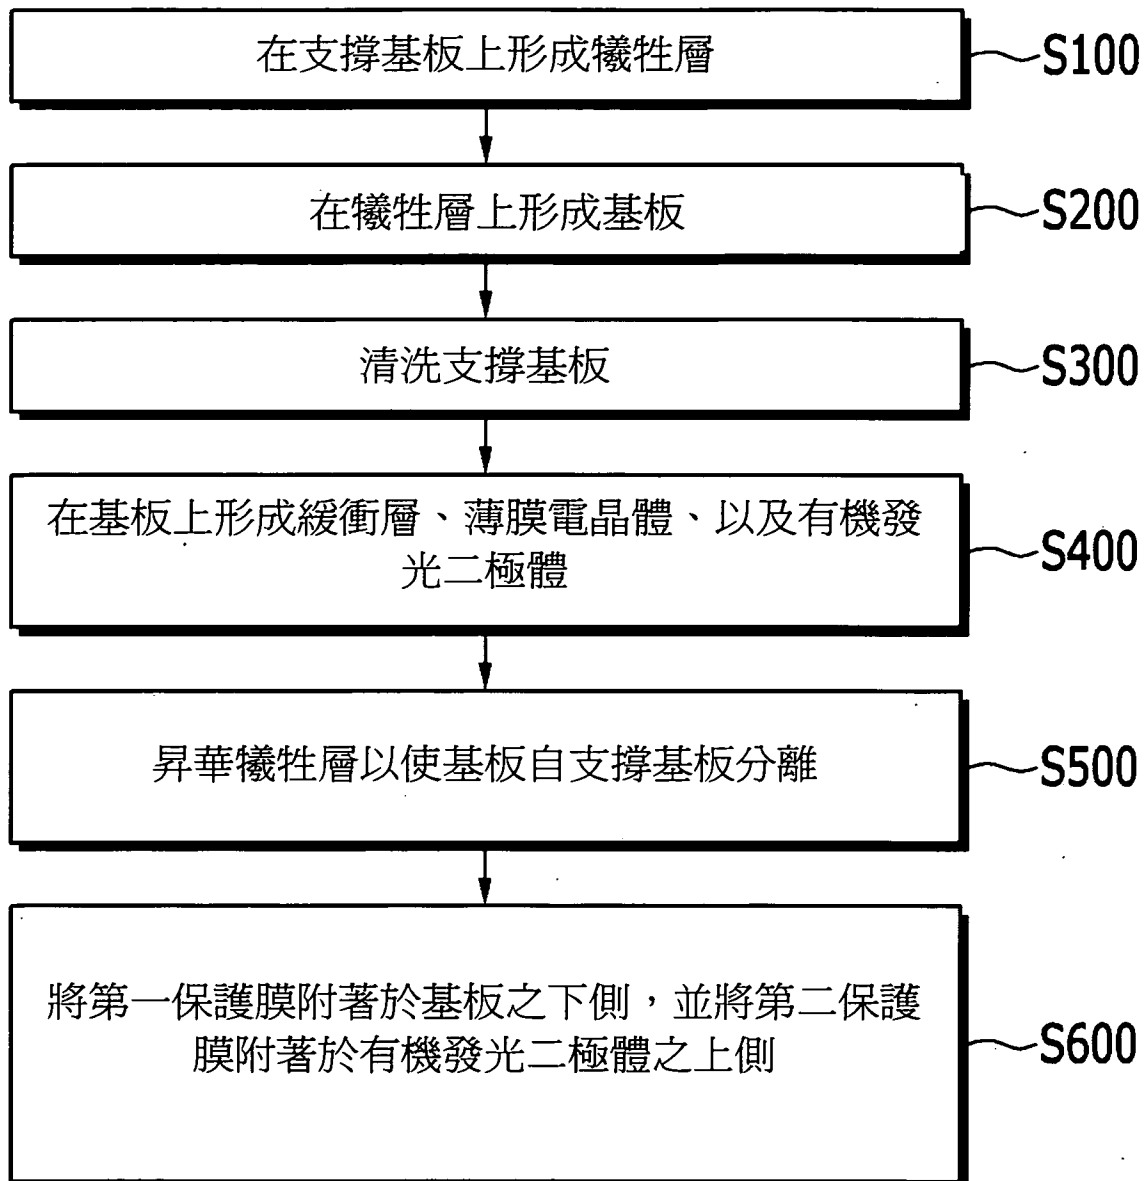 在支撐基板上形成犧牲層
S100
在犧牲層上形成基板
S200
清洗支撐基板
S300
在基板上形成緩衝層、薄膜電晶體、以及有機發
光二極體
S400
昇華犧牲層以使基板自支撐基板分離
S500
將第一保護膜附著於基板之下側，並將第二保護
膜附著於有機發光二極體之上側
S600